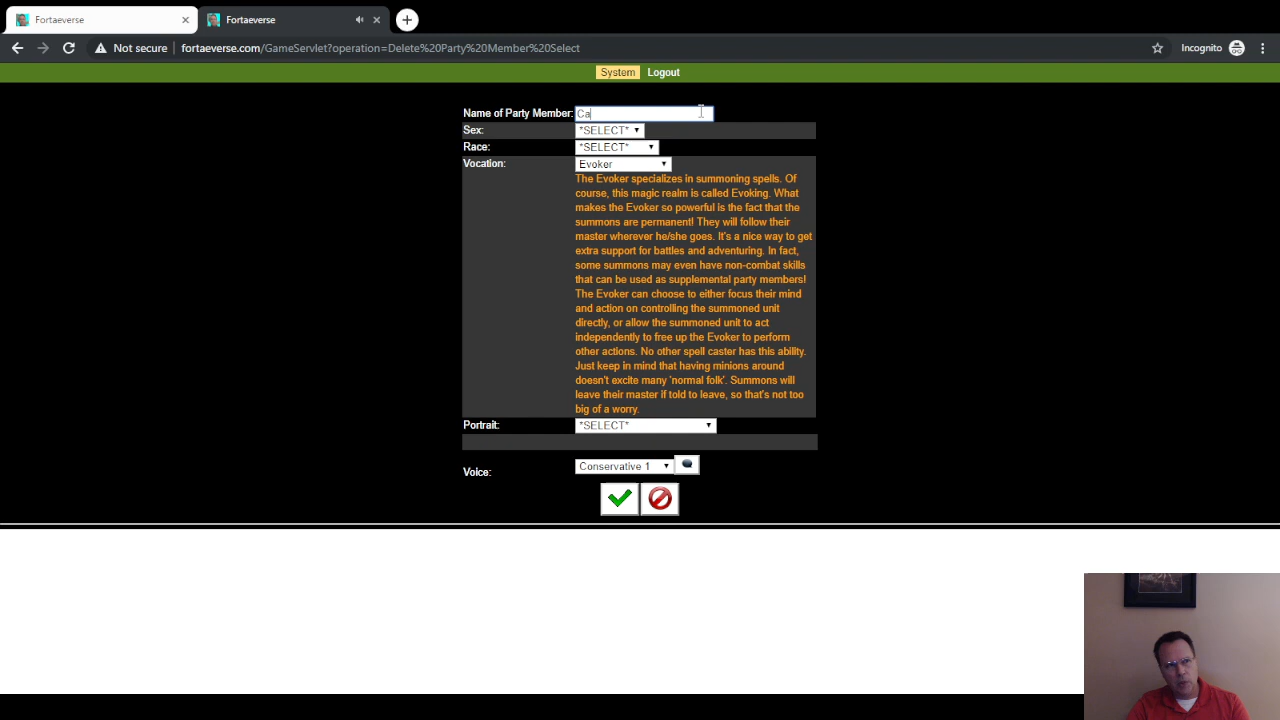 Fortaeverse
Fortaeverse
Not secure
fortaeverse.com/GameServlet?operation=Delete%20Party%20Member%20Select
Incognito
System
Logout
Name of Party Member: Ca
Sex: *SELECT*
Race: *SELECT*
Vocation: Evoker
The Evoker specializes in summoning spells. Of
course, this magic realm is called Evoking. What
makes the Evoker so powerful is the fact that the
summons are permanent! They will follow their
master wherever he/she goes. It's a nice way to get
extra support for battles and adventuring. In fact,
some summons may even have non-combat skills
that can be used as supplemental party members!
The Evoker can choose to either focus their mind
and action on controlling the summoned unit
directly, or allow the summoned unit to act
independently to free up the Evoker to perform
other actions. No other spell caster has this ability.
Just keep in mind that having minions around
doesn't excite many 'normal folk'. Summons will
leave their master if told to leave, so that's not too
big of a worry.
Portrait: *SELECT*
Voice: Conservative 1